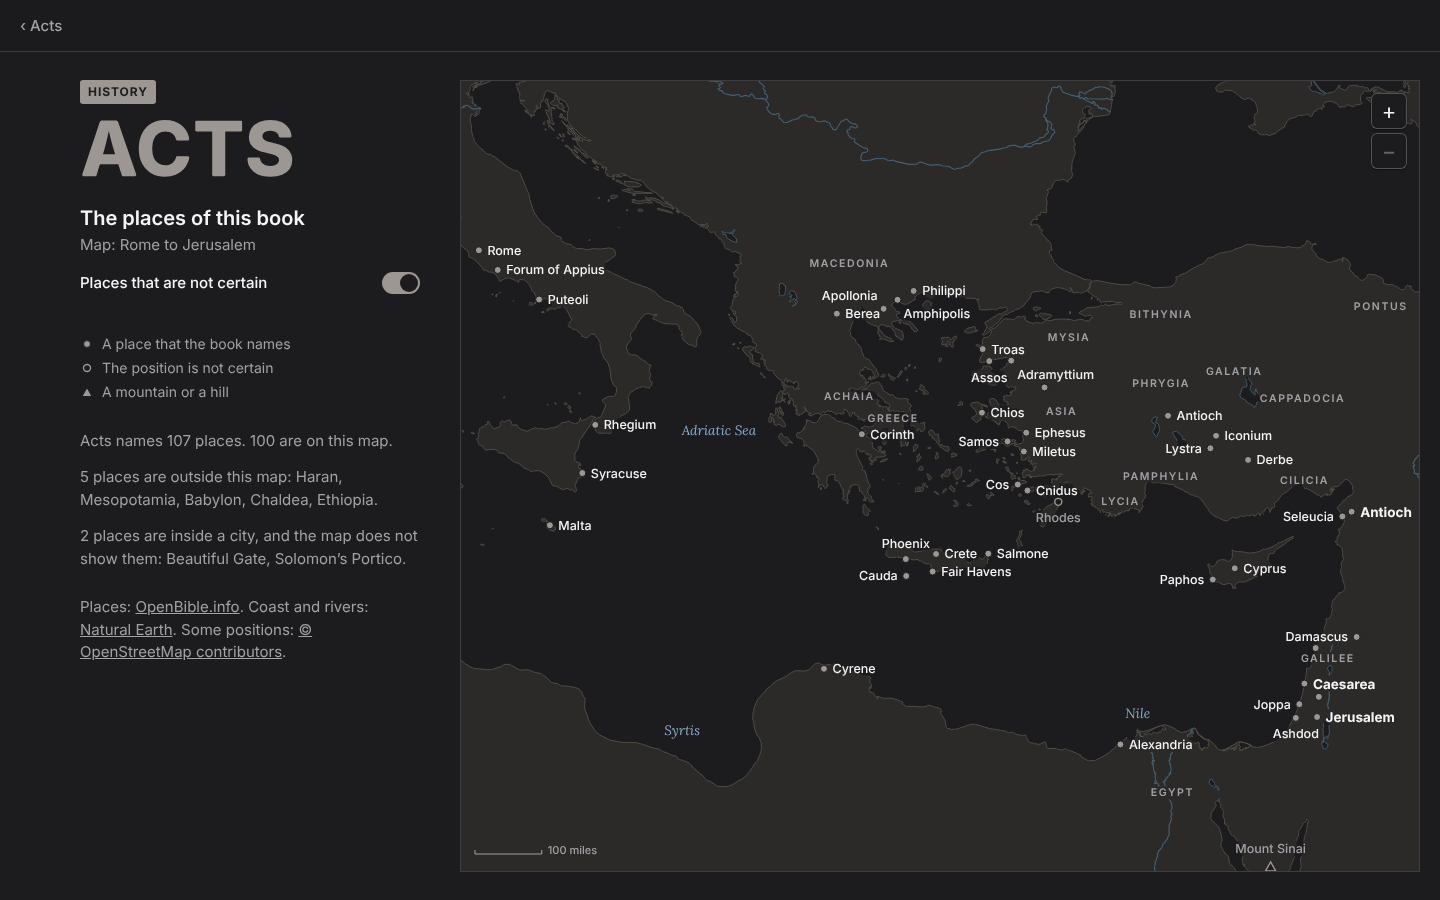 ‹ Acts
HISTORY
ACTS
The places of this book
Map: Rome to Jerusalem
Places that are not certain
A place that the book names
The position is not certain
A mountain or a hill
Acts names 107 places. 100 are on this map.
5 places are outside this map: Haran,
Mesopotamia, Babylon, Chaldea, Ethiopia.
2 places are inside a city, and the map does not
show them: Beautiful Gate, Solomon’s Portico.
Places: OpenBible.info. Coast and rivers:
Natural Earth. Some positions: ©
OpenStreetMap contributors.
+
−
Rome
Forum of Appius
MACEDONIA
Puteoli
Apollonia
Philippi
Berea
Amphipolis
BITHYNIA
PONTUS
MYSIA
Troas
Assos
Adramyttium
GALATIA
PHRYGIA
CAPPADOCIA
ACHAIA
GREECE
Chios
ASIA
Antioch
Rhegium
Adriatic Sea
Corinth
Samos
Ephesus
Iconium
Miletus
Lystra
Derbe
Syracuse
PAMPHYLIA
CILICIA
Cos
Cnidus
LYCIA
Rhodes
Seleucia
Antioch
Malta
Phoenix
Crete
Salmone
Cauda
Fair Havens
Paphos
Cyprus
Damascus
GALILEE
Cyrene
Caesarea
Joppa
Nile
Jerusalem
Syrtis
Ashdod
Alexandria
EGYPT
100 miles
Mount Sinai